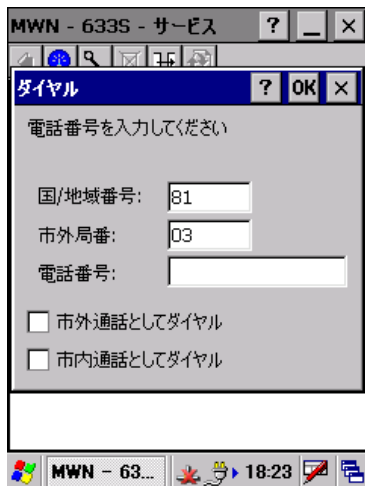 MWN - 633S - サービス ? _ ×
ダイヤル ? OK ×
電話番号を入力してください
国/地域番号: 81
市外局番: 03
電話番号:
市外通話としてダイヤル
市内通話としてダイヤル
MWN - 63... 18:23